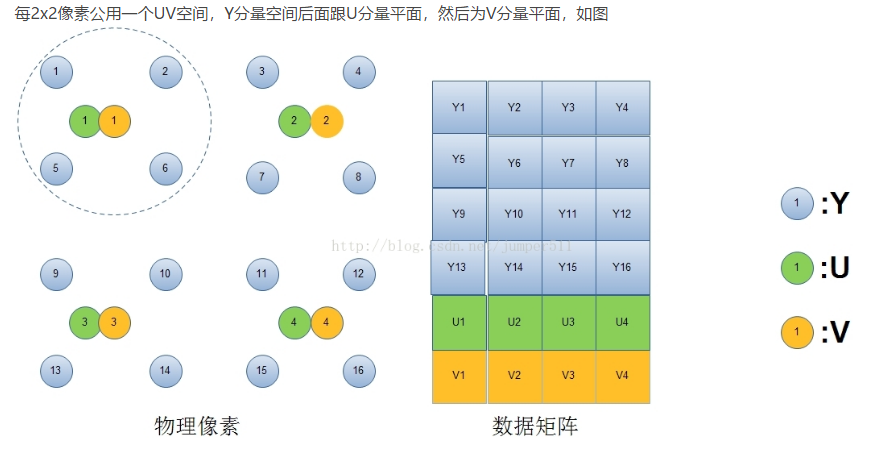 每2x2像素公用一个UV空间，Y分量空间后面跟U分量平面，然后为V分量平面，如图
1 2 3 4
1 1 2 2
5 6 7 8
9 10 11 12
3 3 4 4
13 14 15 16
物理像素
Y1 Y2 Y3 Y4
Y5 Y6 Y7 Y8
Y9 Y10 Y11 Y12
http://blog.csdn.net/jumper511
Y13 Y14 Y15 Y16
U1 U2 U3 U4
V1 V2 V3 V4
数据矩阵
1 :Y
1 :U
1 :V